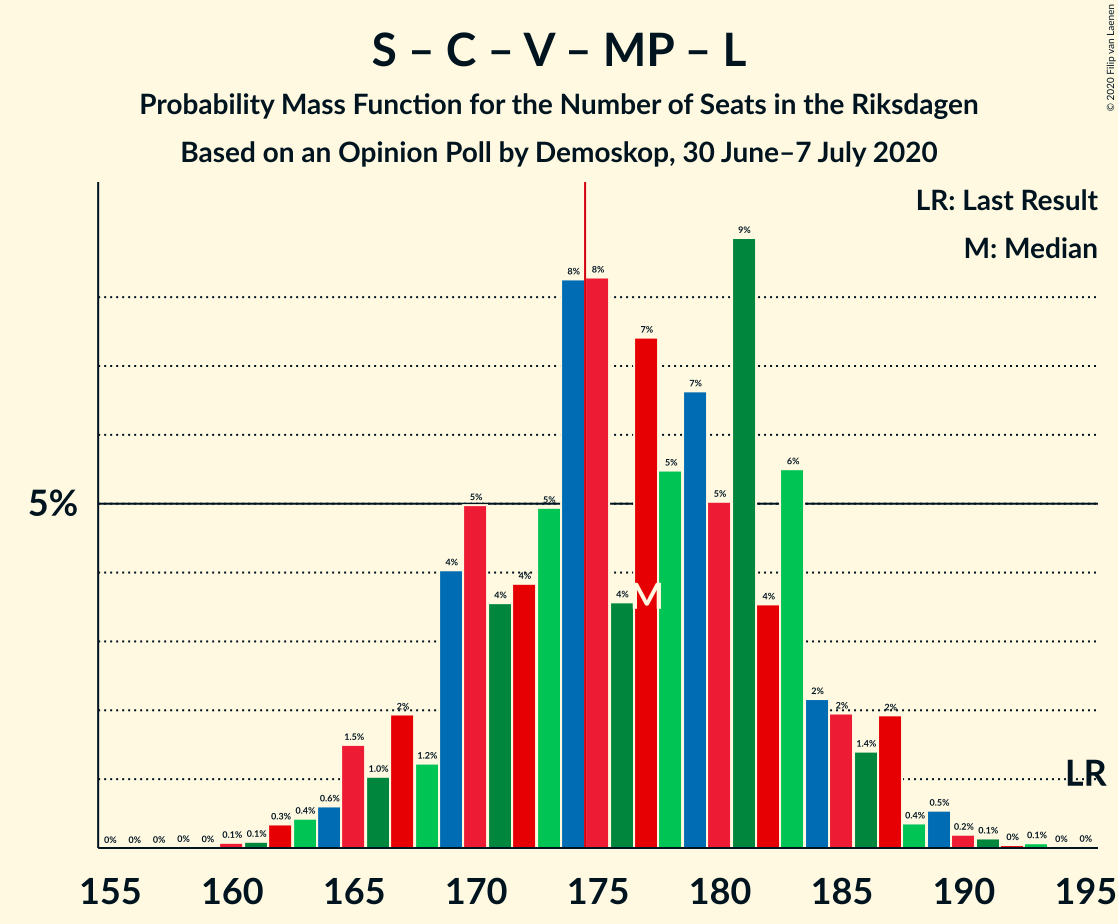 S – C – V – MP – L
Probability Mass Function for the Number of Seats in the Riksdagen
Based on an Opinion Poll by Demoskop, 30 June–7 July 2020
© 2020 Filip van Laenen
LR: Last Result
M: Median
5%
0% 0% 0% 0% 0% 0.1% 0.1% 0.3% 0.4% 0.6% 1.5% 1.0% 2% 1.2% 4% 5% 4% 4% 5% 8% 8% 4% 7% 5% 7% 5% 9% 4% 6% 2% 2% 1.4% 2% 0.4% 0.5% 0.2% 0.1% 0% 0.1% 0% 0%
M
LR
155 160 165 170 175 180 185 190 195